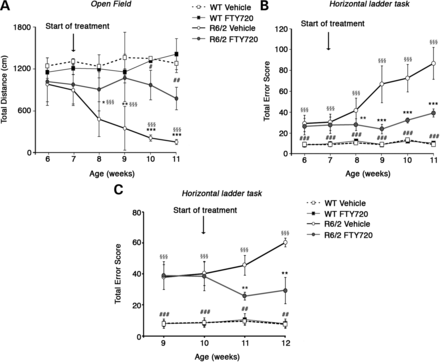 A
Open Field
Start of treatment
WT Vehicle
WT FTY720
R6/2 Vehicle
R6/2 FTY720
Total Distance (cm)
1800
1200
600
0
#
##
* §§§
** §§§
§§§
***
§§§
***
6 7 8 9 10 11
Age (weeks)
B
Horizontal ladder task
Start of treatment
Total Error Score
120
100
80
60
40
20
0
§§§ §§§ §§§ §§§ §§§ §§§
** *** *** ***
### ### ### ### ### ###
6 7 8 9 10 11
Age (weeks)
C
Horizontal ladder task
Start of treatment
WT Vehicle
WT FTY720
R6/2 Vehicle
R6/2 FTY720
Total Error Score
80
60
40
20
0
§§§ §§§ §§§ §§§
** **
### ### ## ##
9 10 11 12
Age (weeks)